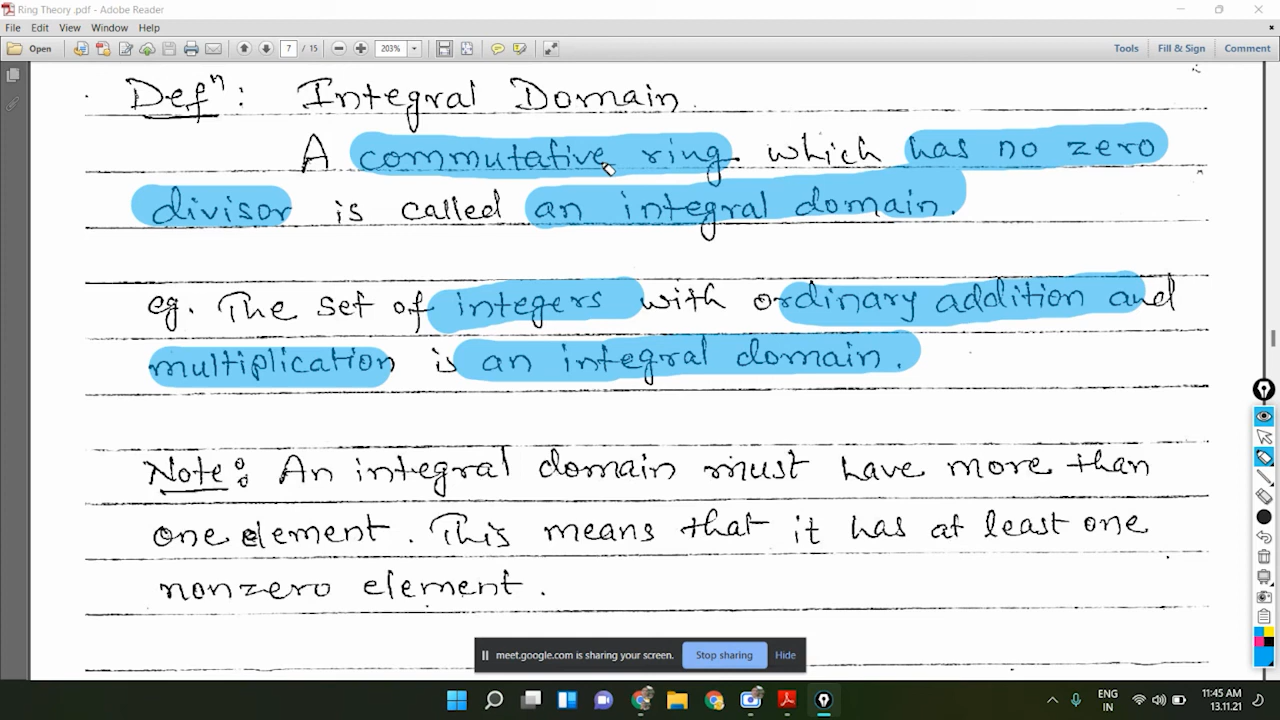 Ring Theory .pdf - Adobe Reader
File Edit View Window Help
Open 7 / 15 203% Tools Fill & Sign Comment
Defⁿ: Integral Domain.
A commutative ring which has no zero
divisor is called an integral domain.
eg. The set of integers with ordinary addition and
multiplication is an integral domain.
Note: An integral domain must have more than
one element. This means that it has at least one
nonzero element.
meet.google.com is sharing your screen. Stop sharing Hide
ENG
IN
11:45 AM
13.11.21